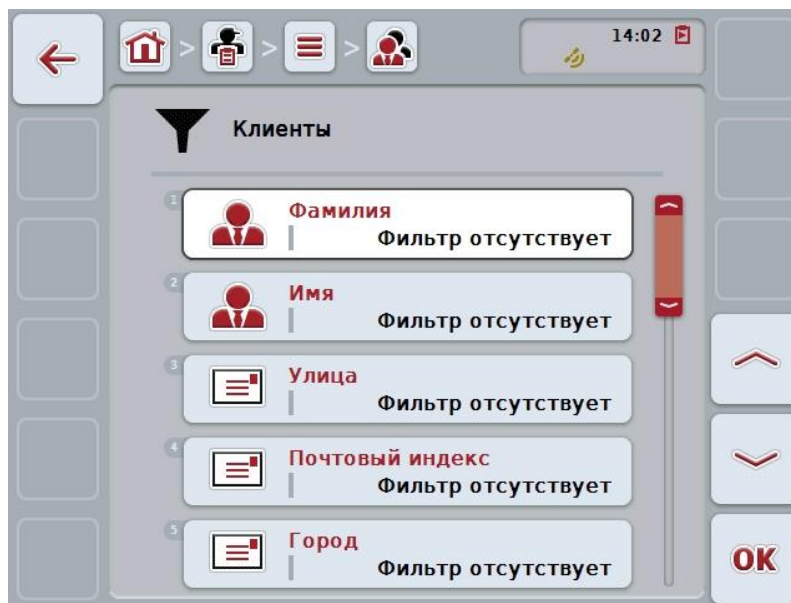 14:02
Клиенты
1
Фамилия
Фильтр отсутствует
2
Имя
Фильтр отсутствует
3
Улица
Фильтр отсутствует
4
Почтовый индекс
Фильтр отсутствует
5
Город
Фильтр отсутствует
OK